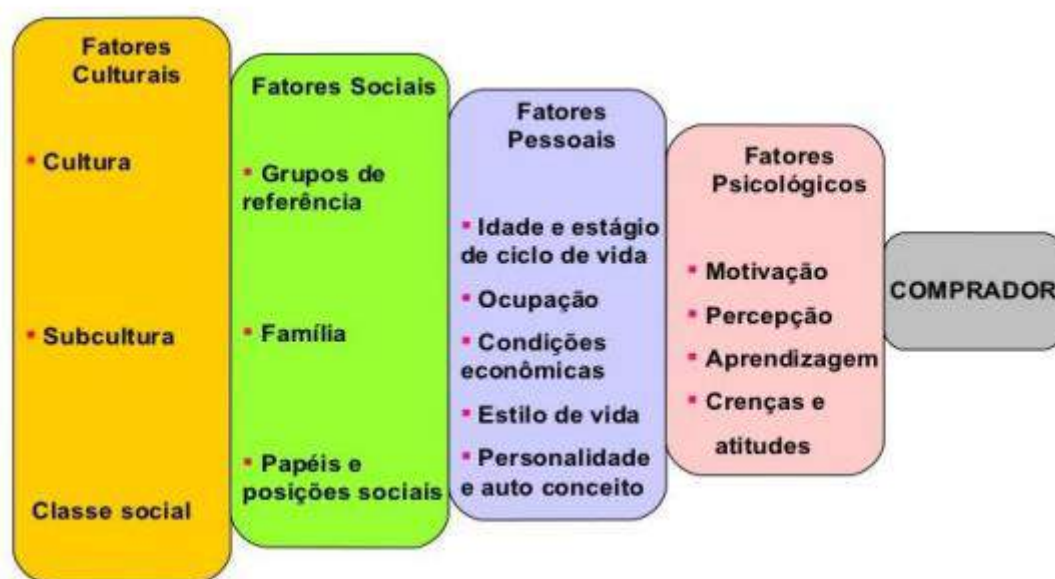 Fatores
Culturais
▪ Cultura
▪ Subcultura
Classe social
Fatores Sociais
▪ Grupos de
referência
▪ Família
▪ Papéis e
posições sociais
Fatores
Pessoais
▪ Idade e estágio
de ciclo de vida
▪ Ocupação
▪ Condições
econômicas
▪ Estilo de vida
▪ Personalidade
e auto conceito
Fatores
Psicológicos
▪ Motivação
▪ Percepção
▪ Aprendizagem
▪ Crenças e
atitudes
COMPRADOR